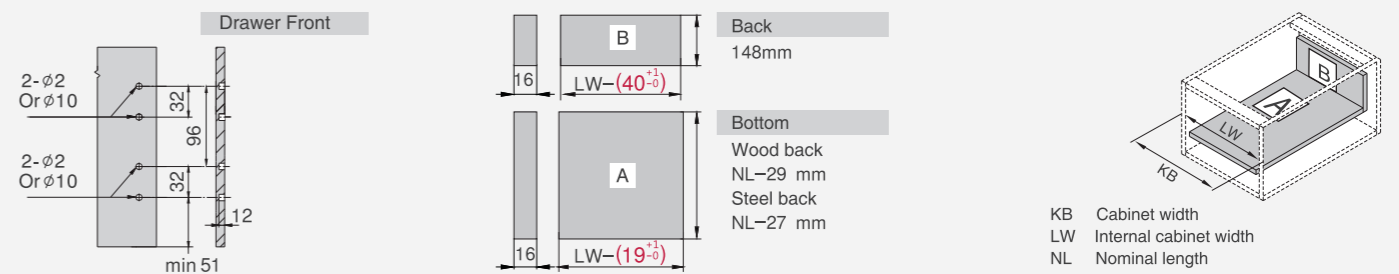 Drawer Front
2-ø2
Or ø10
32
96
2-ø2
Or ø10
32
12
min 51
B
16
LW−(40+1-0)
Back
148mm
A
16
LW−(19+1-0)
Bottom
Wood back
NL−29 mm
Steel back
NL−27 mm
B
A
LW
KB
KB Cabinet width
LW Internal cabinet width
NL Nominal length